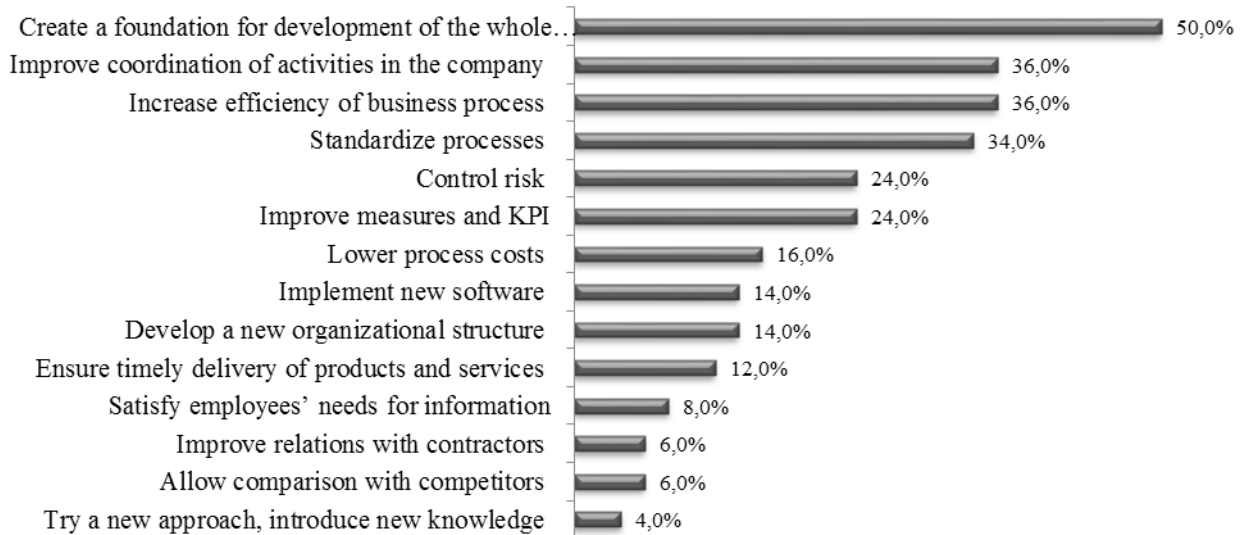 Create a foundation for development of the whole… 50,0%
Improve coordination of activities in the company 36,0%
Increase efficiency of business process 36,0%
Standardize processes 34,0%
Control risk 24,0%
Improve measures and KPI 24,0%
Lower process costs 16,0%
Implement new software 14,0%
Develop a new organizational structure 14,0%
Ensure timely delivery of products and services 12,0%
Satisfy employees’ needs for information 8,0%
Improve relations with contractors 6,0%
Allow comparison with competitors 6,0%
Try a new approach, introduce new knowledge 4,0%